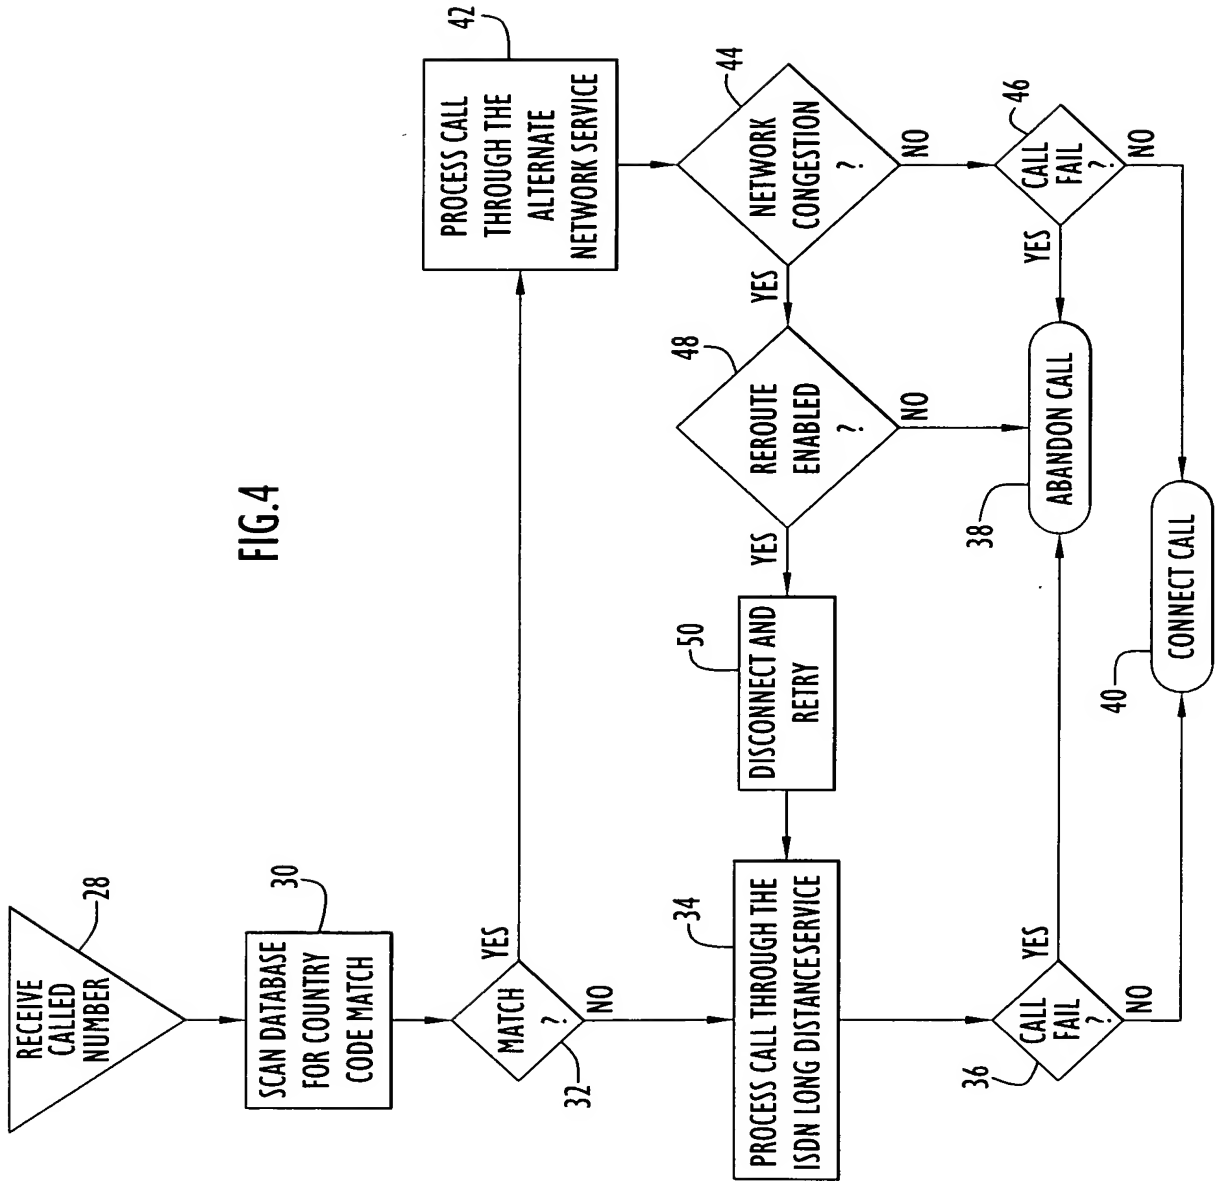 FIG.4
RECEIVE
CALLED
NUMBER
28
SCAN DATABASE
FOR COUNTRY
CODE MATCH
30
MATCH
?
32
YES
NO
PROCESS CALL
THROUGH THE
ALTERNATE
NETWORK SERVICE
42
NETWORK
CONGESTION
?
44
YES
NO
REROUTE
ENABLED
?
48
YES
NO
DISCONNECT AND
RETRY
50
PROCESS CALL THROUGH THE
ISDN LONG DISTANCESERVICE
34
CALL
FAIL
?
36
YES
NO
CALL
FAIL
?
46
YES
NO
ABANDON CALL
38
CONNECT CALL
40